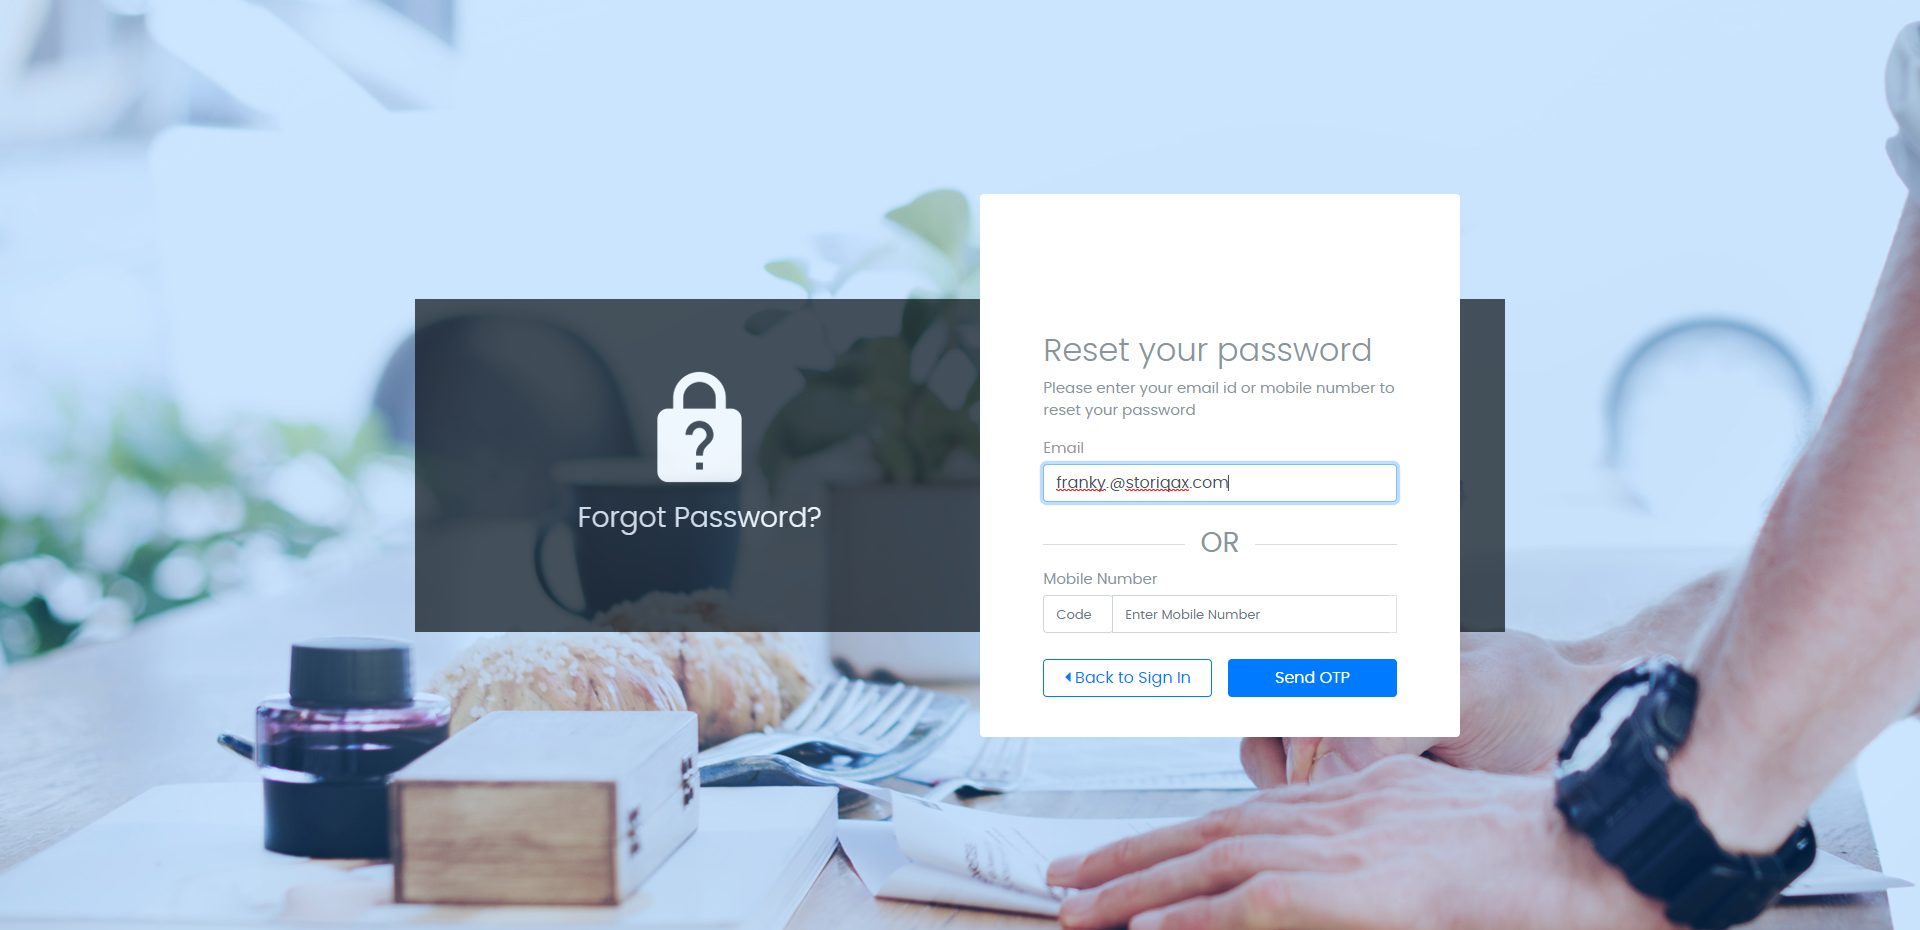 ?
Forgot Password?
Reset your password
Please enter your email id or mobile number to
reset your password
Email
franky.@storiqax.com
OR
Mobile Number
Code
Enter Mobile Number
Back to Sign In
Send OTP